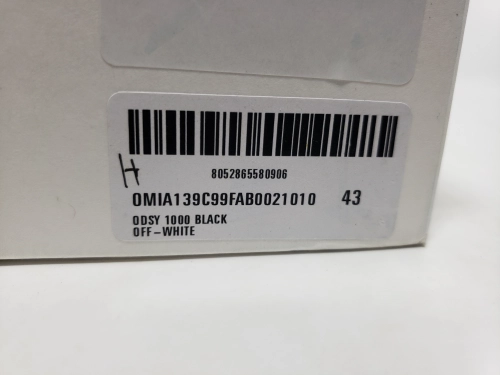 H
8052865580906
OMIA139C99FAB0021010 43
ODSY 1000 BLACK
OFF-WHITE